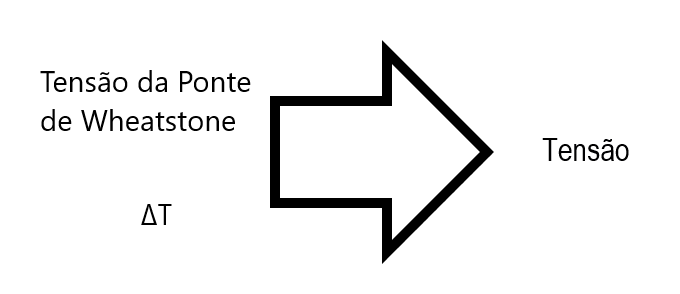 Tensão da Ponte
de Wheatstone
Tensão
ΔT